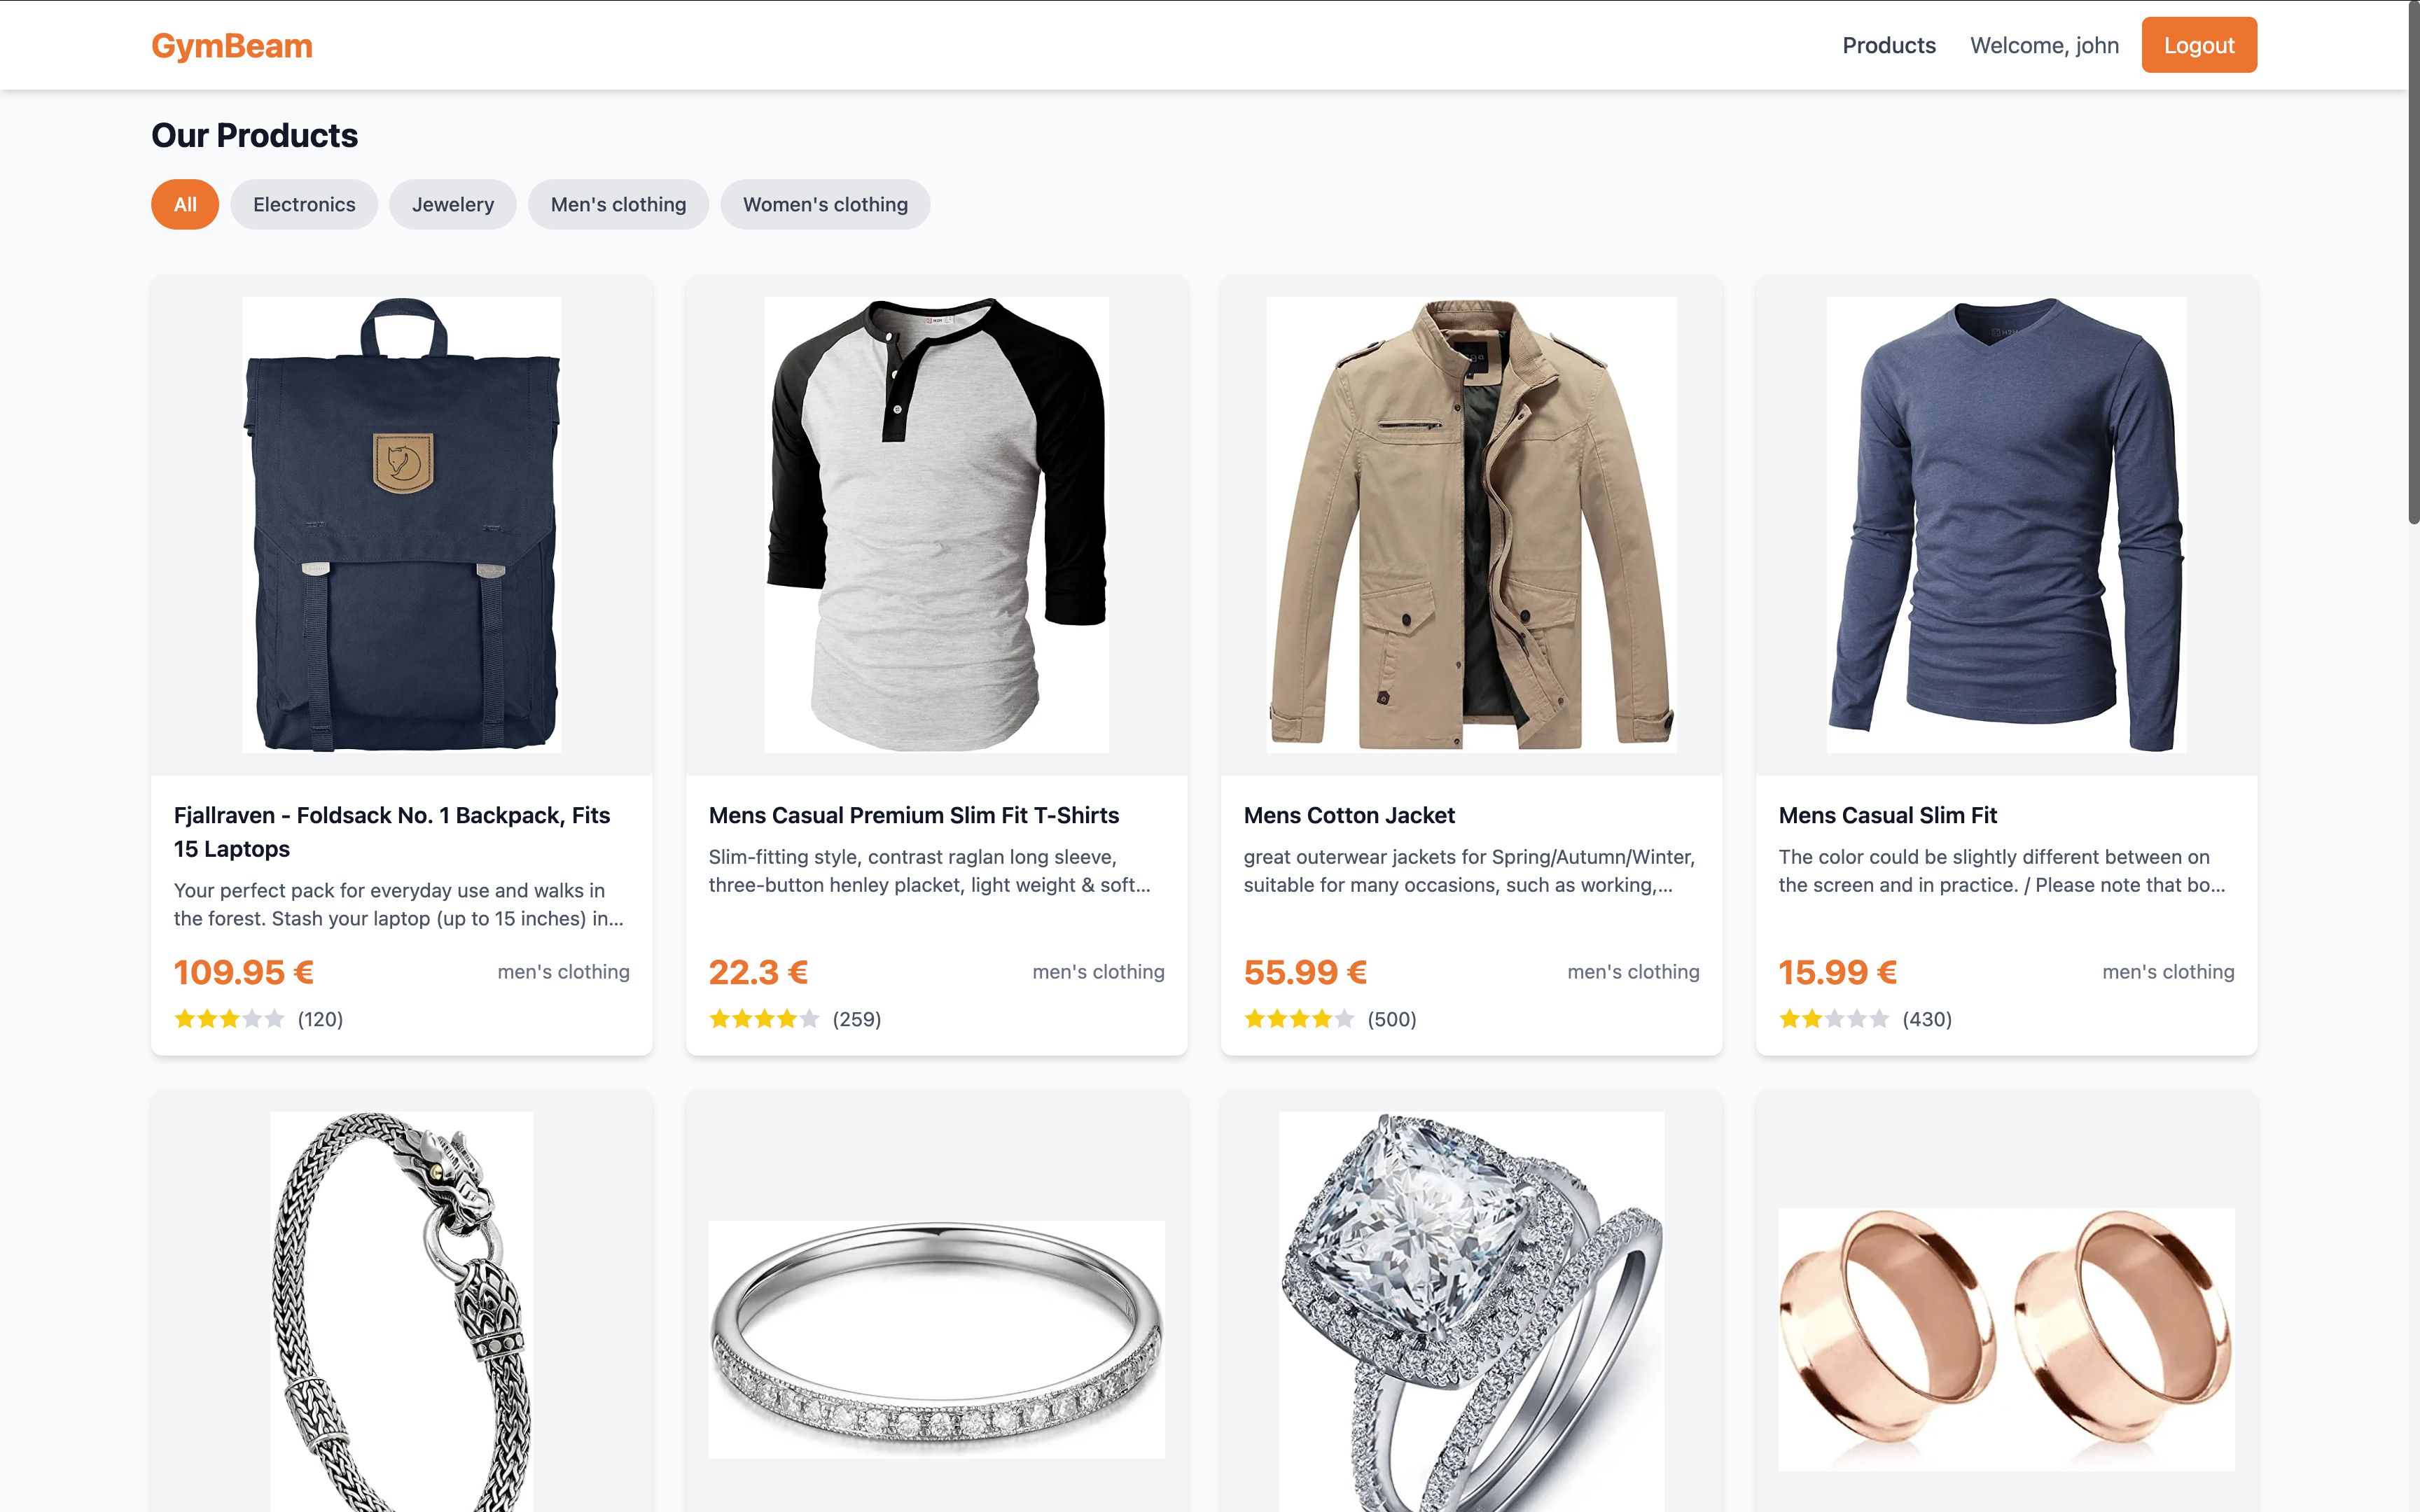 GymBeam
Products
Welcome, john
Logout
Our Products
All
Electronics
Jewelery
Men's clothing
Women's clothing
Fjallraven - Foldsack No. 1 Backpack, Fits
15 Laptops
Your perfect pack for everyday use and walks in
the forest. Stash your laptop (up to 15 inches) in...
109.95 €
men's clothing
(120)
Mens Casual Premium Slim Fit T-Shirts
Slim-fitting style, contrast raglan long sleeve,
three-button henley placket, light weight & soft...
22.3 €
men's clothing
(259)
Mens Cotton Jacket
great outerwear jackets for Spring/Autumn/Winter,
suitable for many occasions, such as working,...
55.99 €
men's clothing
(500)
Mens Casual Slim Fit
The color could be slightly different between on
the screen and in practice. / Please note that bo...
15.99 €
men's clothing
(430)